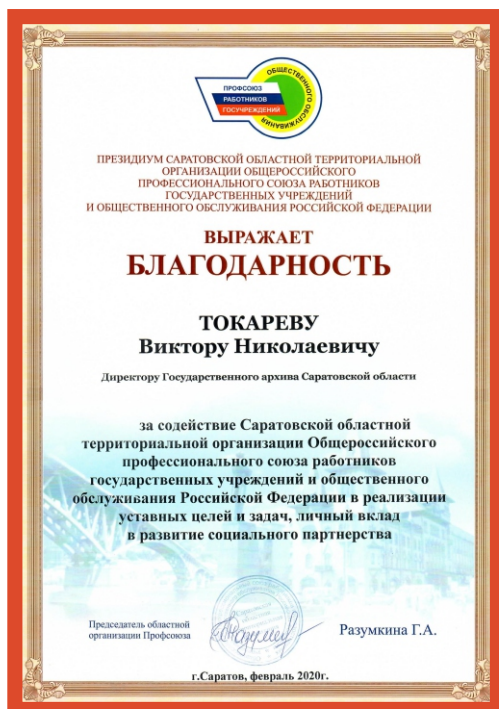 ПРОФСОЮЗ
РАБОТНИКОВ
ГОСУЧРЕЖДЕНИЙ
ОБЩЕСТВЕННОГО ОБСЛУЖИВАНИЯ
ПРЕЗИДИУМ САРАТОВСКОЙ ОБЛАСТНОЙ ТЕРРИТОРИАЛЬНОЙ
ОРГАНИЗАЦИИ ОБЩЕРОССИЙСКОГО
ПРОФЕССИОНАЛЬНОГО СОЮЗА РАБОТНИКОВ
ГОСУДАРСТВЕННЫХ УЧРЕЖДЕНИЙ
И ОБЩЕСТВЕННОГО ОБСЛУЖИВАНИЯ РОССИЙСКОЙ ФЕДЕРАЦИИ
ВЫРАЖАЕТ
БЛАГОДАРНОСТЬ
ТОКАРЕВУ
Виктору Николаевичу
Директору Государственного архива Саратовской области
за содействие Саратовской областной
территориальной организации Общероссийского
профессионального союза работников
государственных учреждений и общественного
обслуживания Российской Федерации в реализации
уставных целей и задач, личный вклад
в развитие социального партнерства
Председатель областной
организации Профсоюза
Разумкина Г.А.
г.Саратов, февраль 2020г.